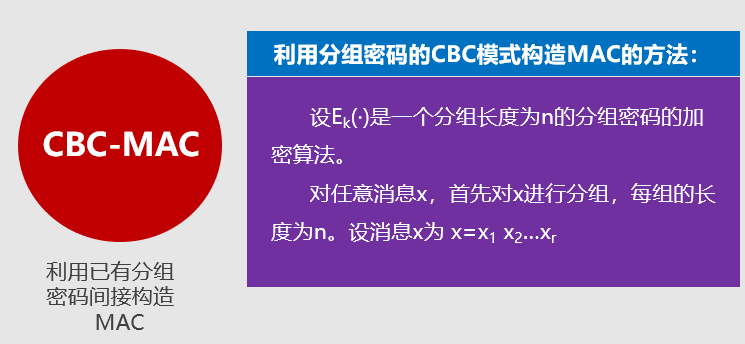 CBC-MAC
利用已有分组
密码间接构造
MAC
利用分组密码的CBC模式构造MAC的方法：
设Eₖ(·)是一个分组长度为n的分组密码的加
密算法。
对任意消息x，首先对x进行分组，每组的长
度为n。设消息x为 x=x₁ x₂…xᵣ